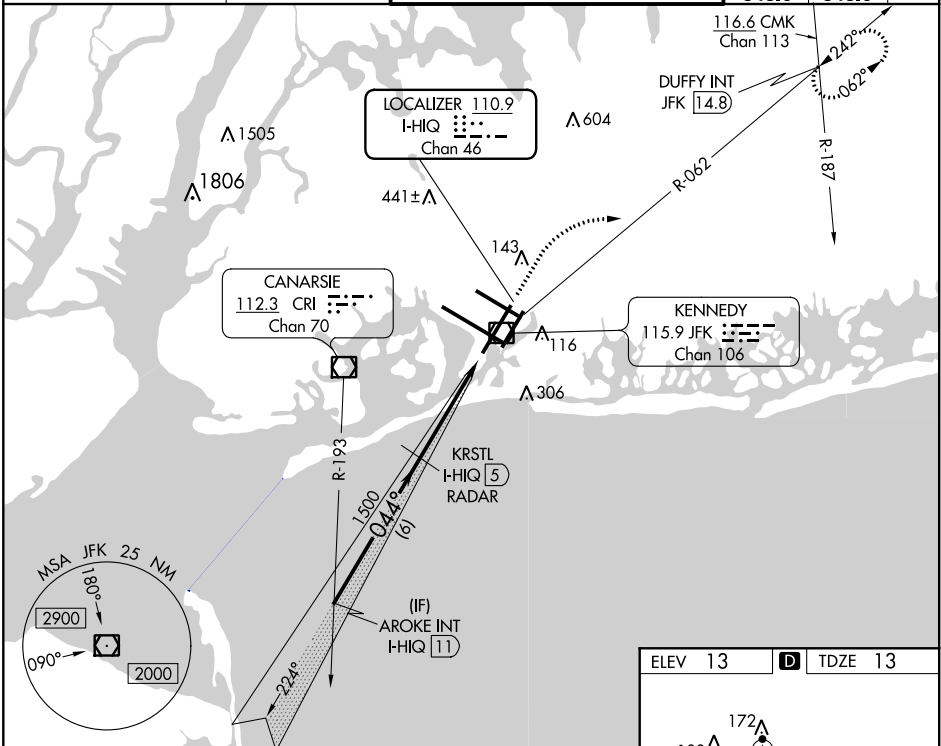 116.6 CMK
Chan 113
242°
062°
DUFFY INT
JFK 14.8
LOCALIZER 110.9
I-HIQ
Chan 46
604
1505
1806
441±
R-062
R-187
143
CANARSIE
112.3 CRI
Chan 70
KENNEDY
115.9 JFK
Chan 106
116
306
R-193
KRSTL
I-HIQ 5
RADAR
1500
044°
(6)
MSA JFK 25 NM
180°
2900
090°
2000
(IF)
AROKE INT
I-HIQ 11
224°
ELEV 13
D
TDZE 13
172